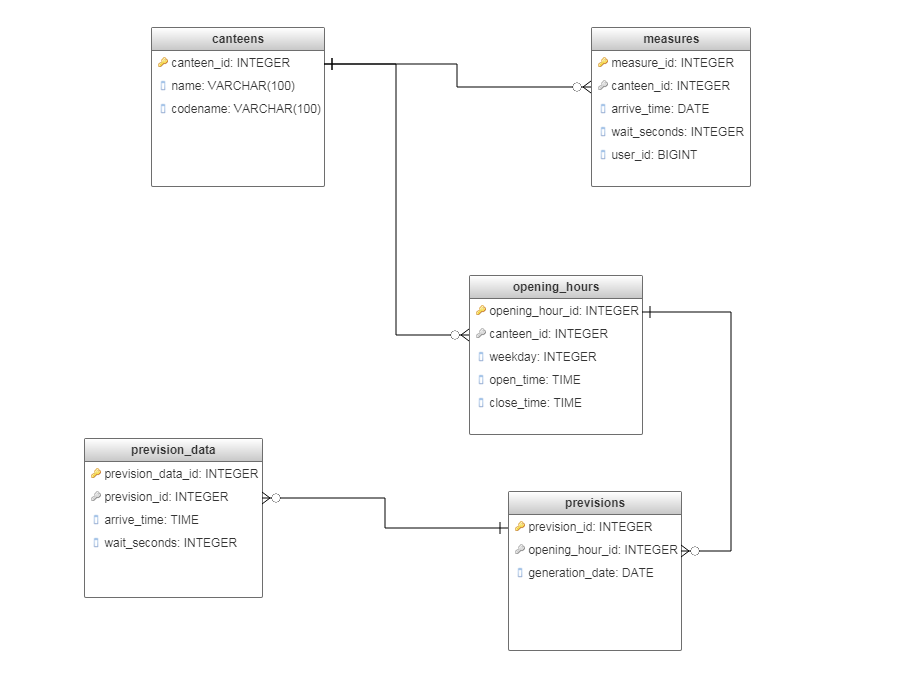 canteens
canteen_id: INTEGER
name: VARCHAR(100)
codename: VARCHAR(100)
measures
measure_id: INTEGER
canteen_id: INTEGER
arrive_time: DATE
wait_seconds: INTEGER
user_id: BIGINT
opening_hours
opening_hour_id: INTEGER
canteen_id: INTEGER
weekday: INTEGER
open_time: TIME
close_time: TIME
prevision_data
prevision_data_id: INTEGER
prevision_id: INTEGER
arrive_time: TIME
wait_seconds: INTEGER
previsions
prevision_id: INTEGER
opening_hour_id: INTEGER
generation_date: DATE